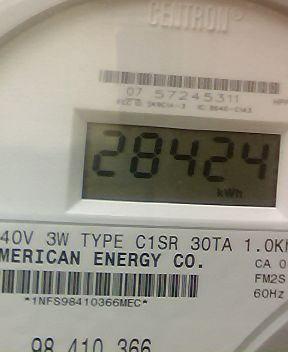 CENTRON®
07 57245311
28424
kWh
40V 3W TYPE C1SR 30TA 1.0K
MERICAN ENERGY CO.
CA 0
FM2S
*1NFS98410366MEC*
60Hz
98 410 366